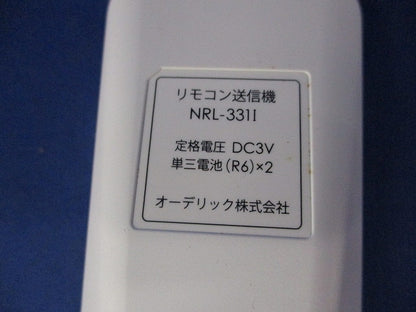 リモコン送信機
NRL-331I
定格電圧 DC3V
単三電池(R6)×2
オーデリック株式会社